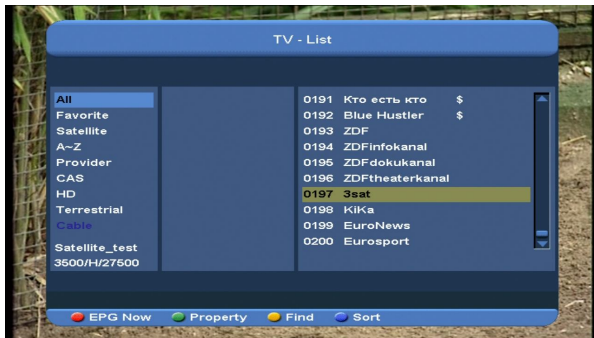 TV - List
All
Favorite
Satellite
A~Z
Provider
CAS
HD
Terrestrial
Cable
Satellite_test
3500/H/27500
0191 Кто есть кто $
0192 Blue Hustler $
0193 ZDF
0194 ZDFinfokanal
0195 ZDFdokukanal
0196 ZDFtheaterkanal
0197 3sat
0198 KiKa
0199 EuroNews
0200 Eurosport
EPG Now Property Find Sort